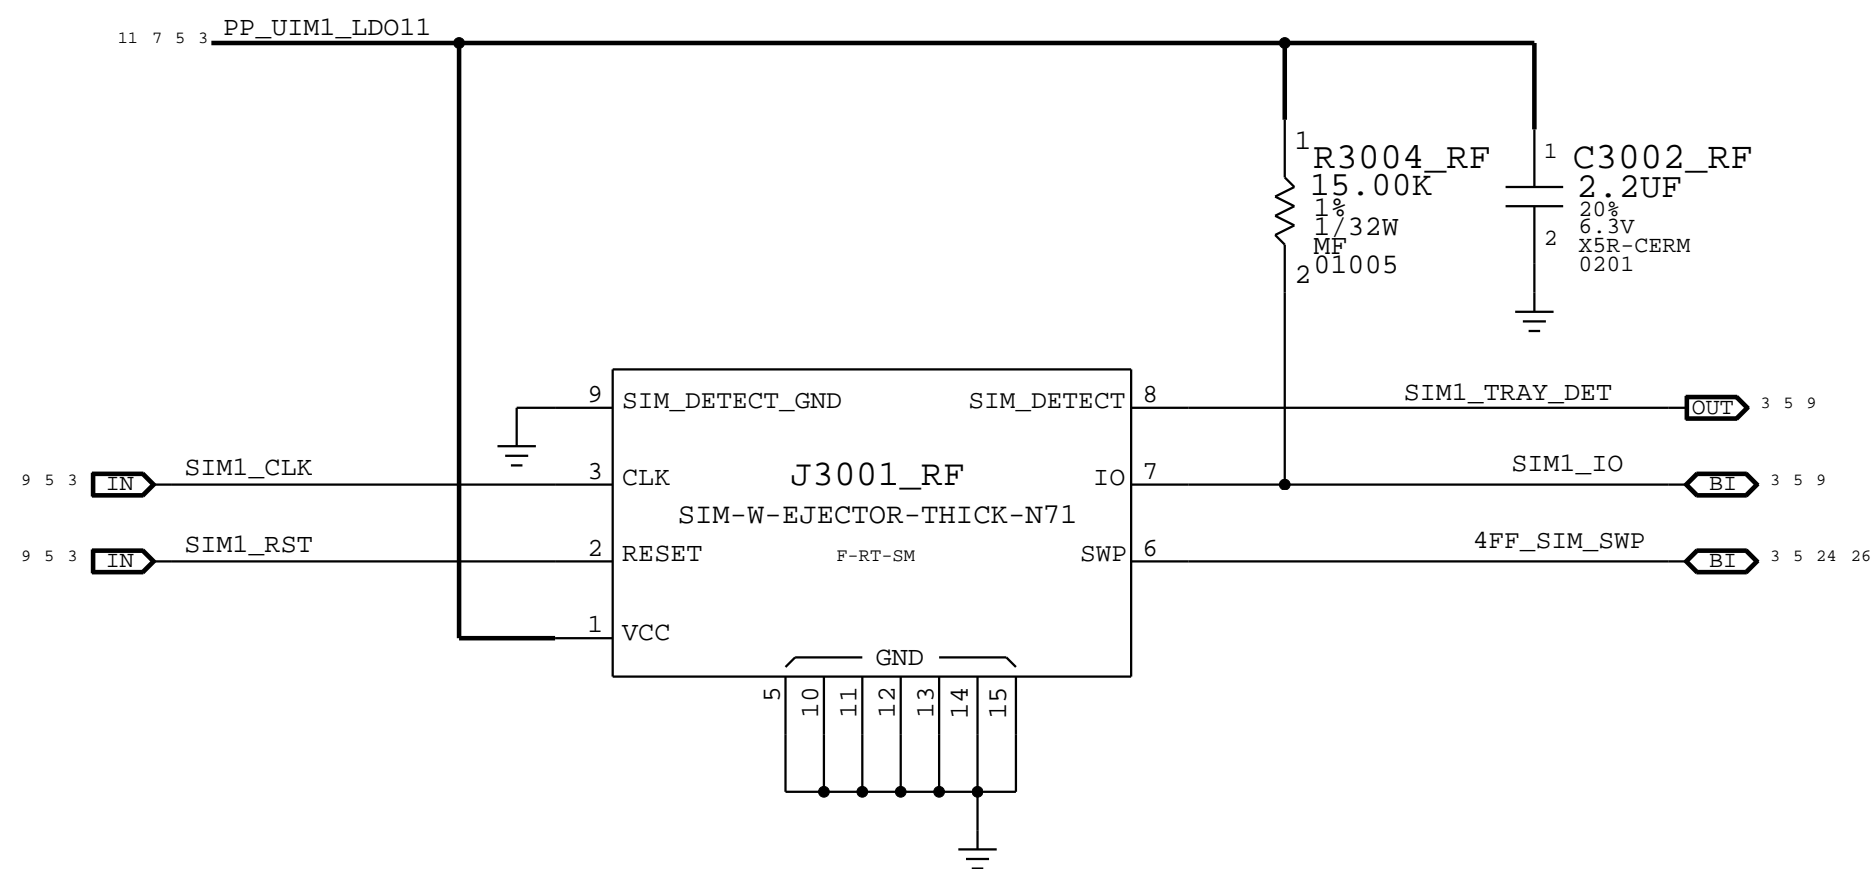 11 7 5 3 PP_UIM1_LDO11
1 R3004_RF
15.00K
1%
1/32W
MF
2 01005
1 C3002_RF
2.2UF
20%
6.3V
2 X5R-CERM
0201
9 SIM_DETECT_GND SIM_DETECT 8 SIM1_TRAY_DET OUT 3 5 9
9 5 3 IN SIM1_CLK 3 CLK J3001_RF IO 7 SIM1_IO BI 3 5 9
SIM-W-EJECTOR-THICK-N71
9 5 3 IN SIM1_RST 2 RESET F-RT-SM SWP 6 4FF_SIM_SWP BI 3 5 24 26
1 VCC
GND
5 10 11 12 13 14 15